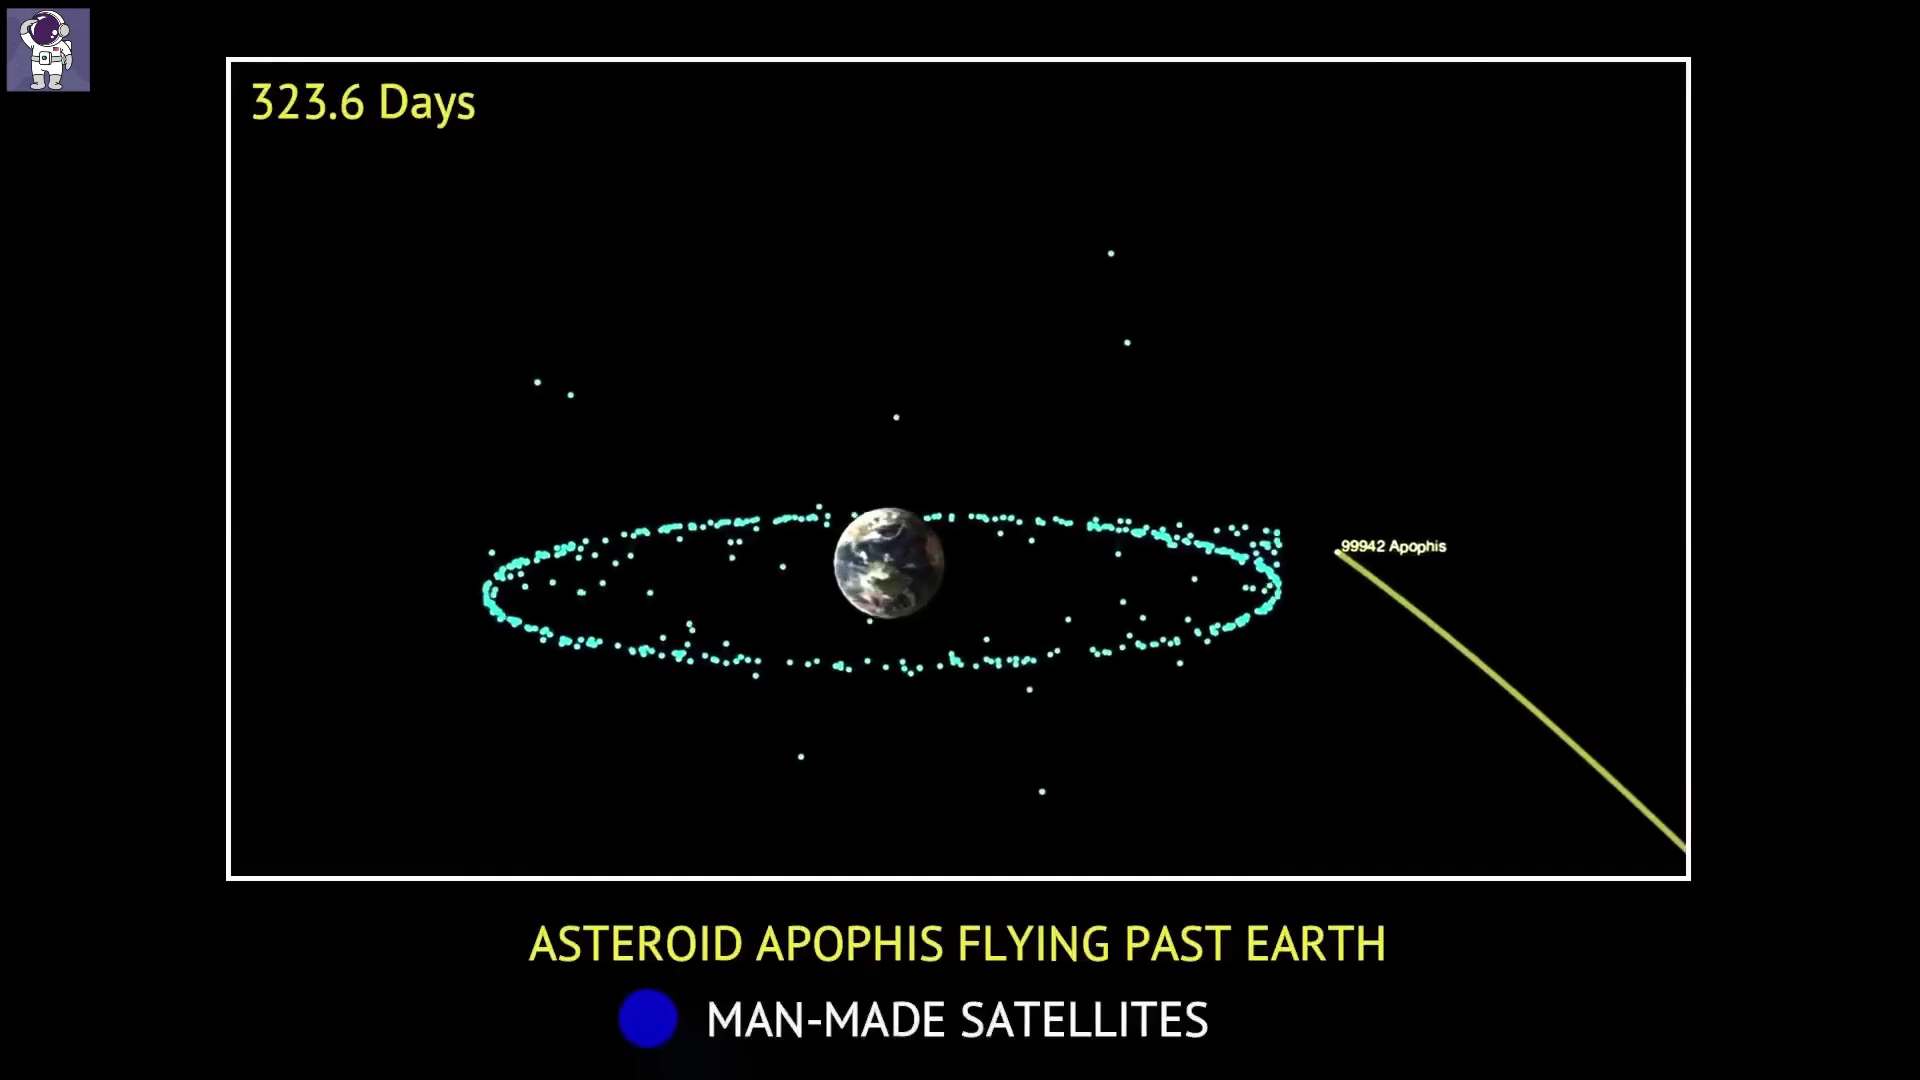 323.6 Days
99942 Apophis
ASTEROID APOPHIS FLYING PAST EARTH
MAN-MADE SATELLITES